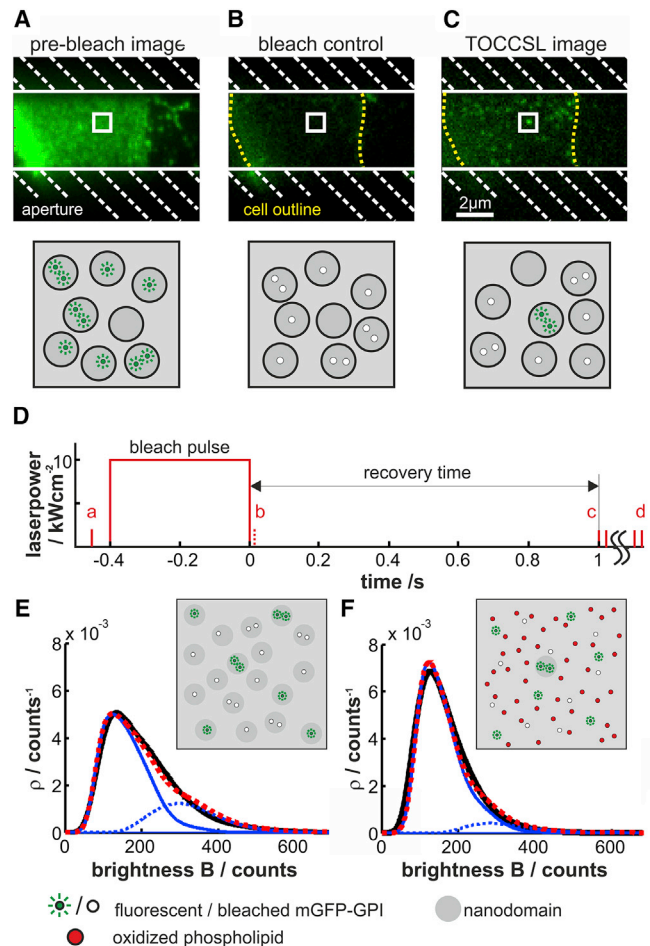 A
B
C
pre-bleach image
bleach control
TOCCSL image
aperture
cell outline
2μm
D
laserpower
/ kWcm⁻²
10
bleach pulse
recovery time
a
b
c
d
-0.4
-0.2
0
0.2
0.4
0.6
0.8
1
time /s
E
F
x 10⁻³
8
6
4
2
0
ρ / counts⁻¹
0
200
400
600
brightness B / counts
x 10⁻³
8
6
4
2
0
ρ / counts⁻¹
0
200
400
600
brightness B / counts
/
fluorescent / bleached mGFP-GPI
nanodomain
oxidized phospholipid